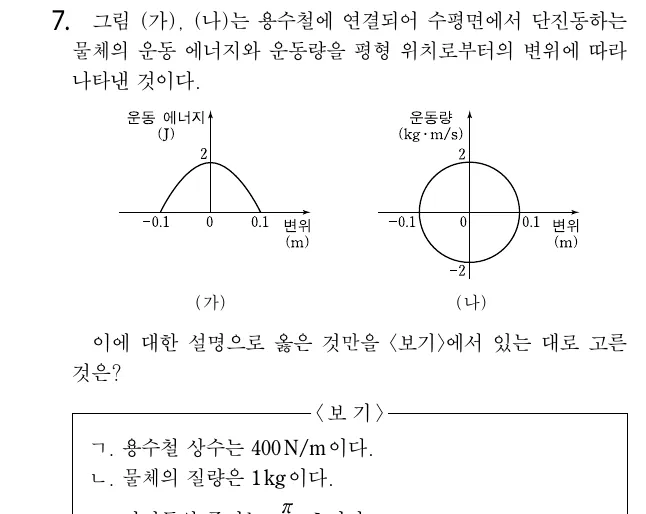 7. 그림 (가), (나)는 용수철에 연결되어 수평면에서 단진동하는
물체의 운동 에너지와 운동량을 평형 위치로부터의 변위에 따라
나타낸 것이다.
운동 에너지
(J)
2
-0.1 0 0.1 변위
(m)
(가)
운동량
(kg·m/s)
2
-0.1 0 0.1 변위
(m)
-2
(나)
이에 대한 설명으로 옳은 것만을 〈보기〉에서 있는 대로 고른
것은?
〈보 기〉
ㄱ. 용수철 상수는 400N/m이다.
ㄴ. 물체의 질량은 1kg이다.
π